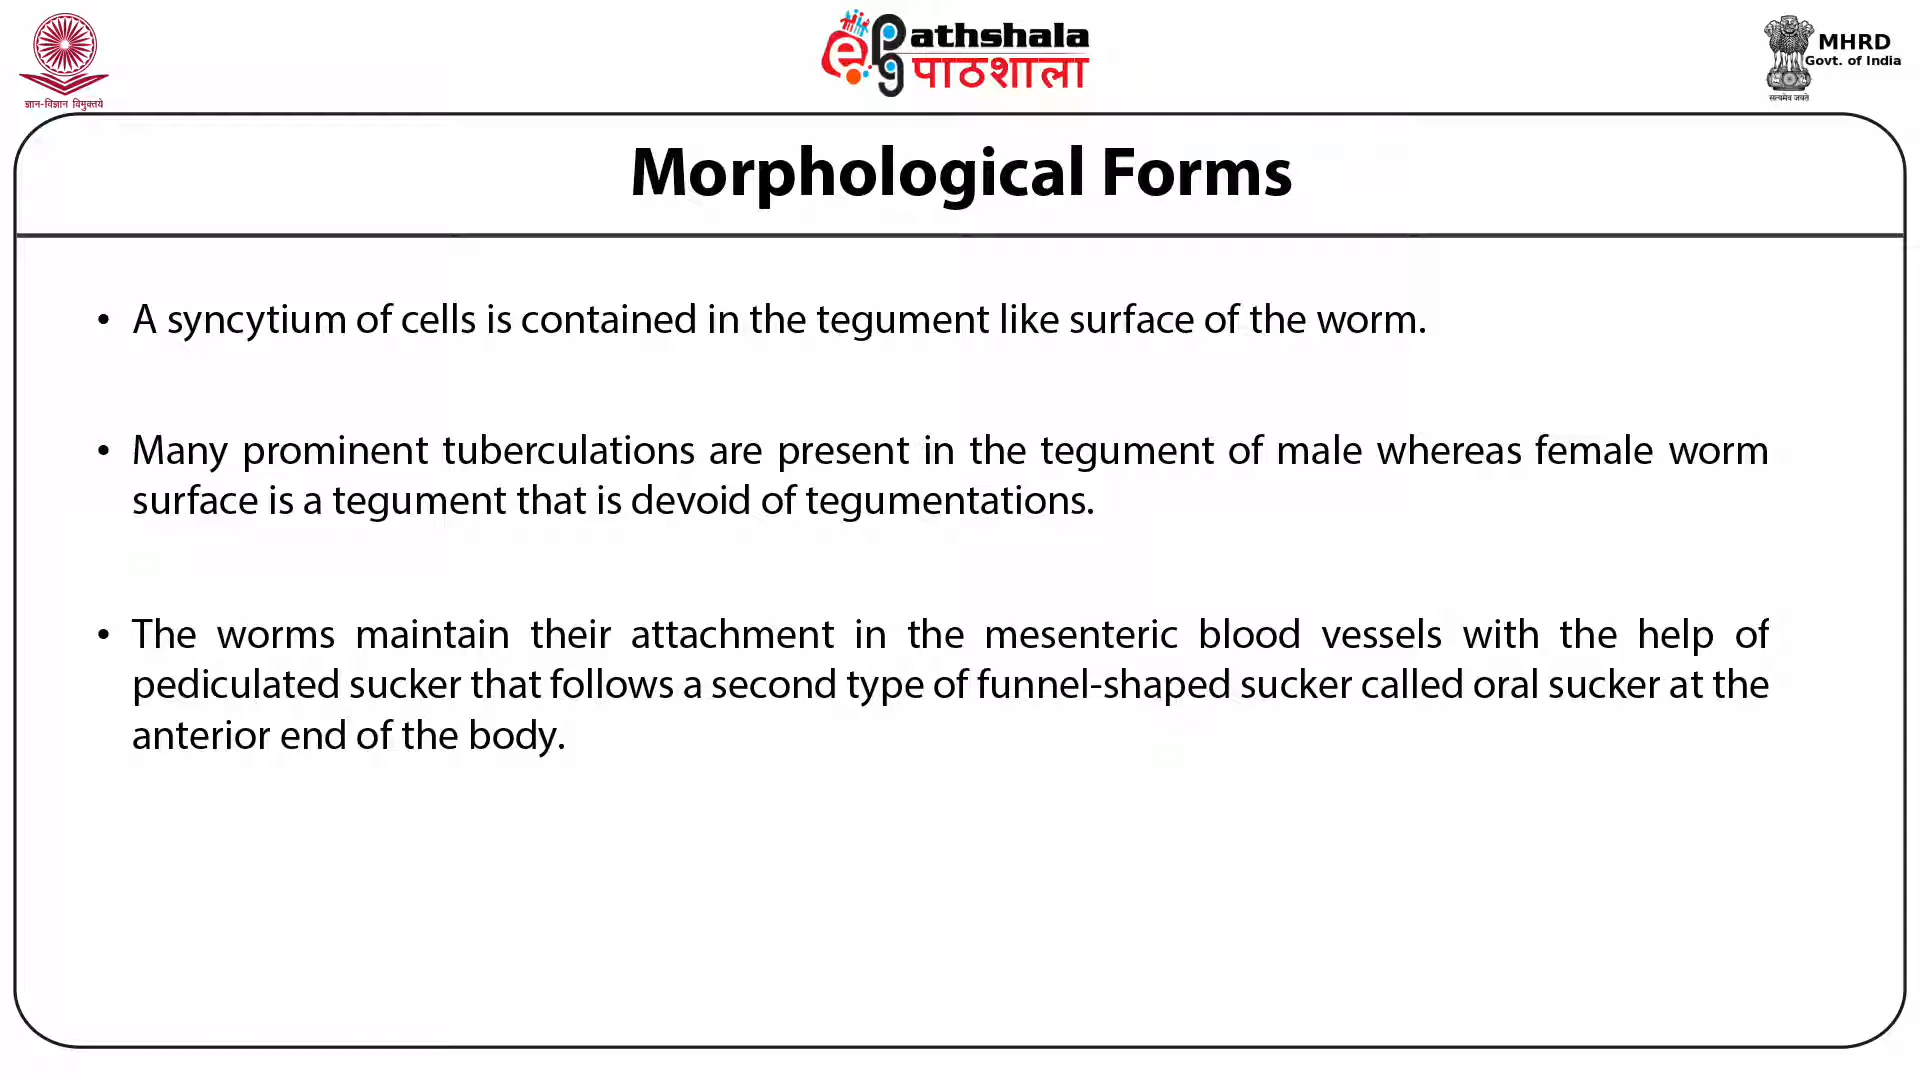 ज्ञान-विज्ञान विमुक्तये
ePathshala
पाठशाला
MHRD
Govt. of India
सत्यमेव जयते
Morphological Forms
• A syncytium of cells is contained in the tegument like surface of the worm.
• Many prominent tuberculations are present in the tegument of male whereas female worm
surface is a tegument that is devoid of tegumentations.
• The worms maintain their attachment in the mesenteric blood vessels with the help of
pediculated sucker that follows a second type of funnel-shaped sucker called oral sucker at the
anterior end of the body.